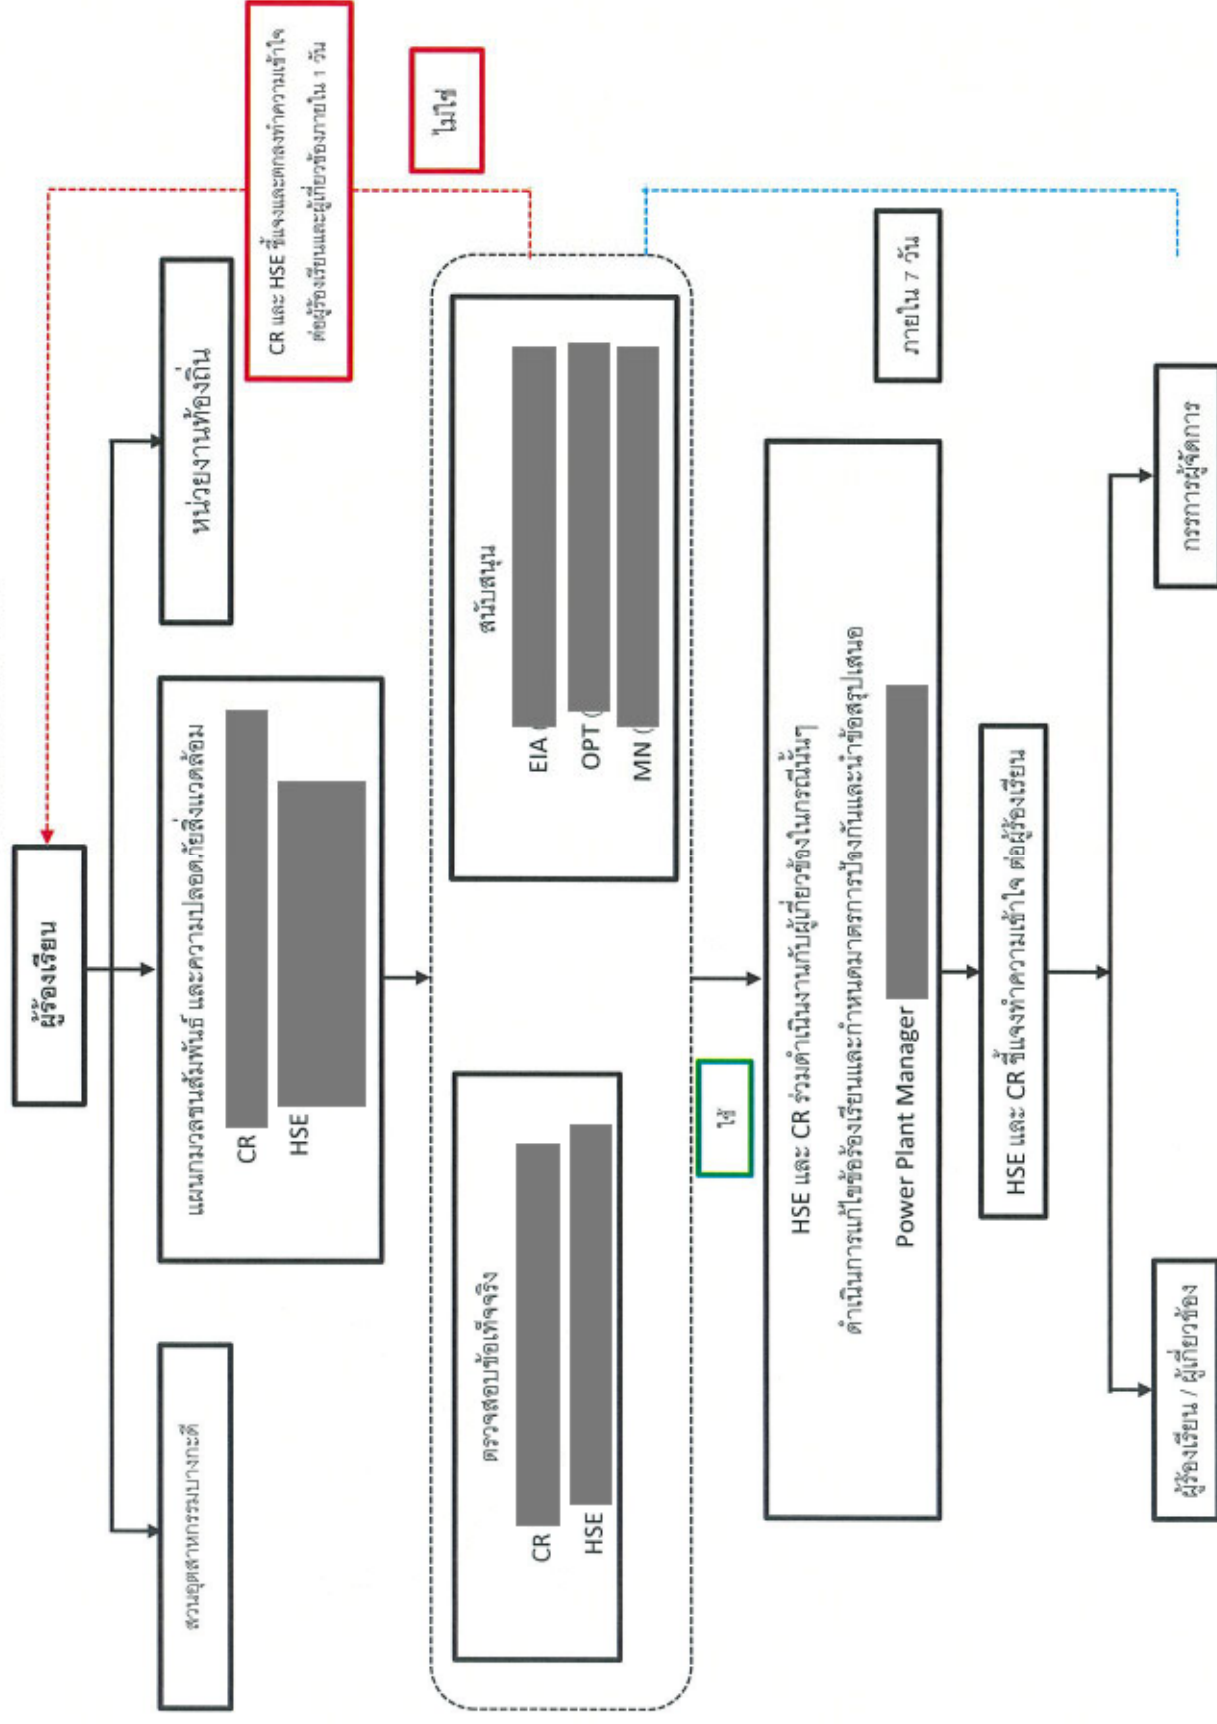 ผู้ร้องเรียน
สวนอุตสาหกรรมบางกะดี
แผนกมวลชนสัมพันธ์ และความปลอดภัยสิ่งแวดล้อม
CR
HSE
หน่วยงานท้องถิ่น
CR และ HSE ชี้แจงและตกลงทำความเข้าใจ
ต่อผู้ร้องเรียนและผู้เกี่ยวข้องภายใน 1 วัน
ไม่ใช่
ตรวจสอบข้อเท็จจริง
CR
HSE
สนับสนุน
EIA (
OPT (
MN (
ใช่
HSE และ CR ร่วมดำเนินงานกับผู้เกี่ยวข้องในกรณีนั้นๆ
ดำเนินการแก้ไขข้อร้องเรียนและกำหนดมาตรการป้องกันและนำข้อสรุปเสนอ
Power Plant Manager
ภายใน 7 วัน
HSE และ CR ชี้แจงทำความเข้าใจ ต่อผู้ร้องเรียน
ผู้ร้องเรียน / ผู้เกี่ยวข้อง
กรรการผู้จัดการ